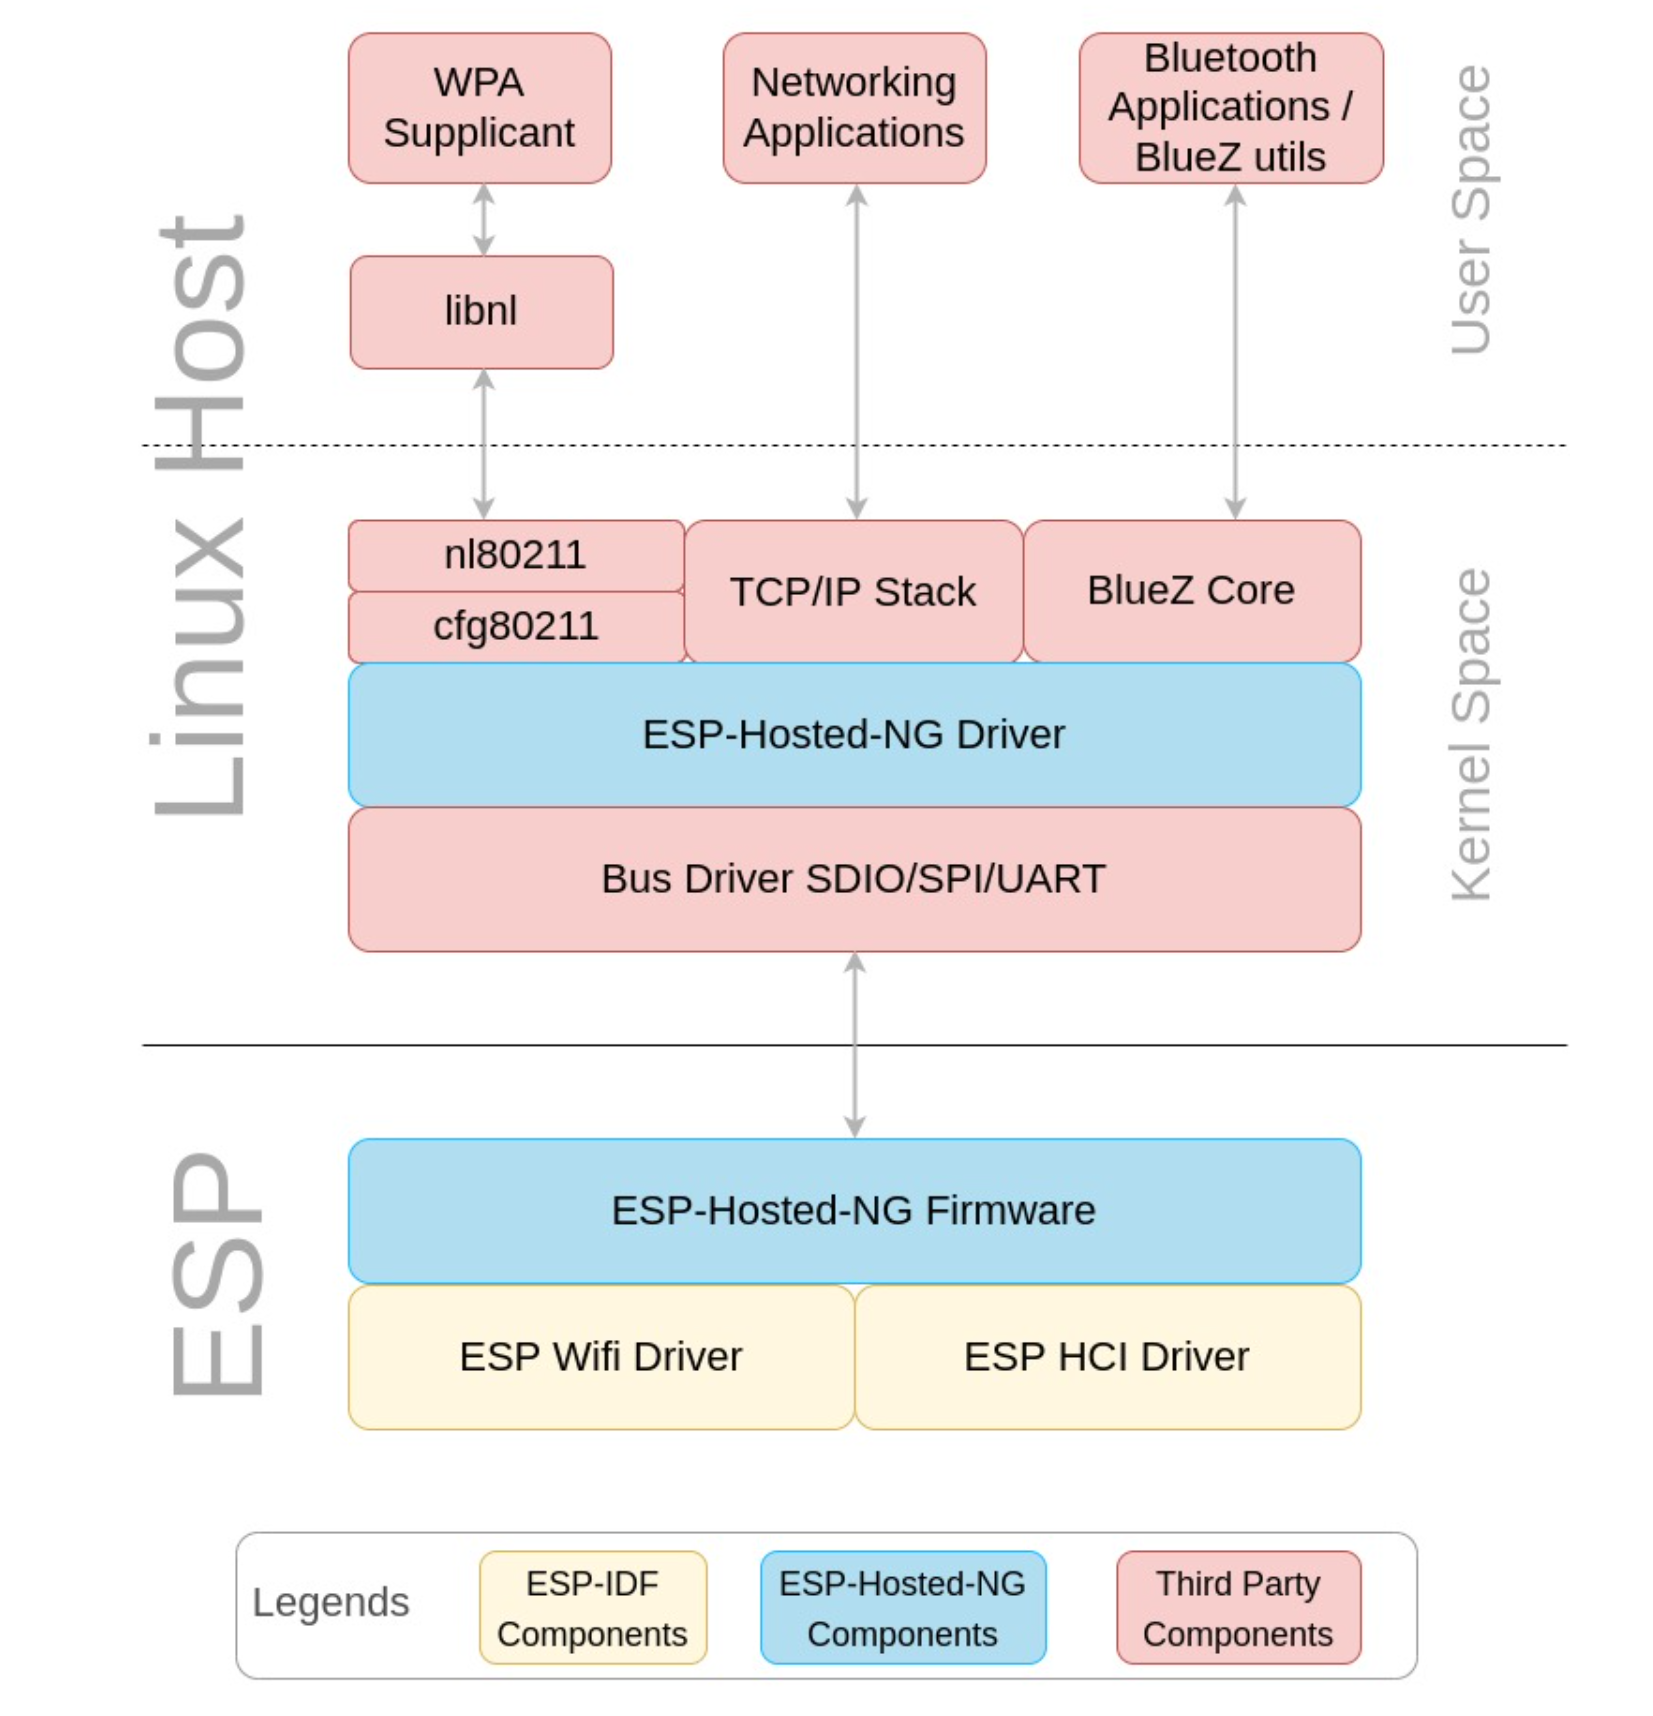 WPA
Supplicant
Networking
Applications
Bluetooth
Applications /
BlueZ utils
User Space
libnl
Linux Host
nl80211
cfg80211
TCP/IP Stack
BlueZ Core
Kernel Space
ESP-Hosted-NG Driver
Bus Driver SDIO/SPI/UART
ESP
ESP-Hosted-NG Firmware
ESP Wifi Driver
ESP HCI Driver
Legends
ESP-IDF
Components
ESP-Hosted-NG
Components
Third Party
Components